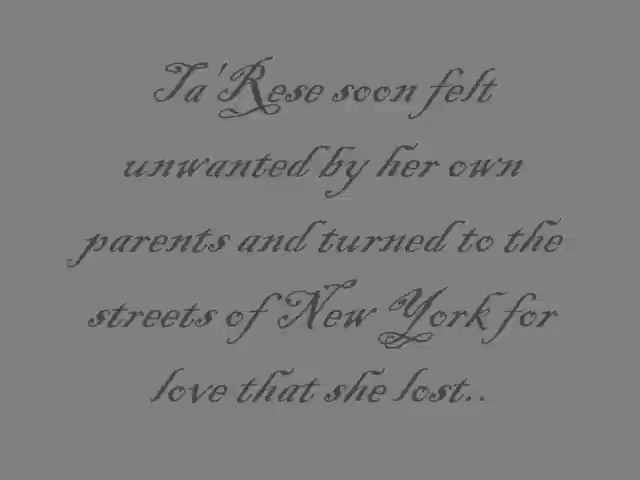 Ta'Rese soon felt
unwanted by her own
parents and turned to the
streets of New York for
love that she lost..